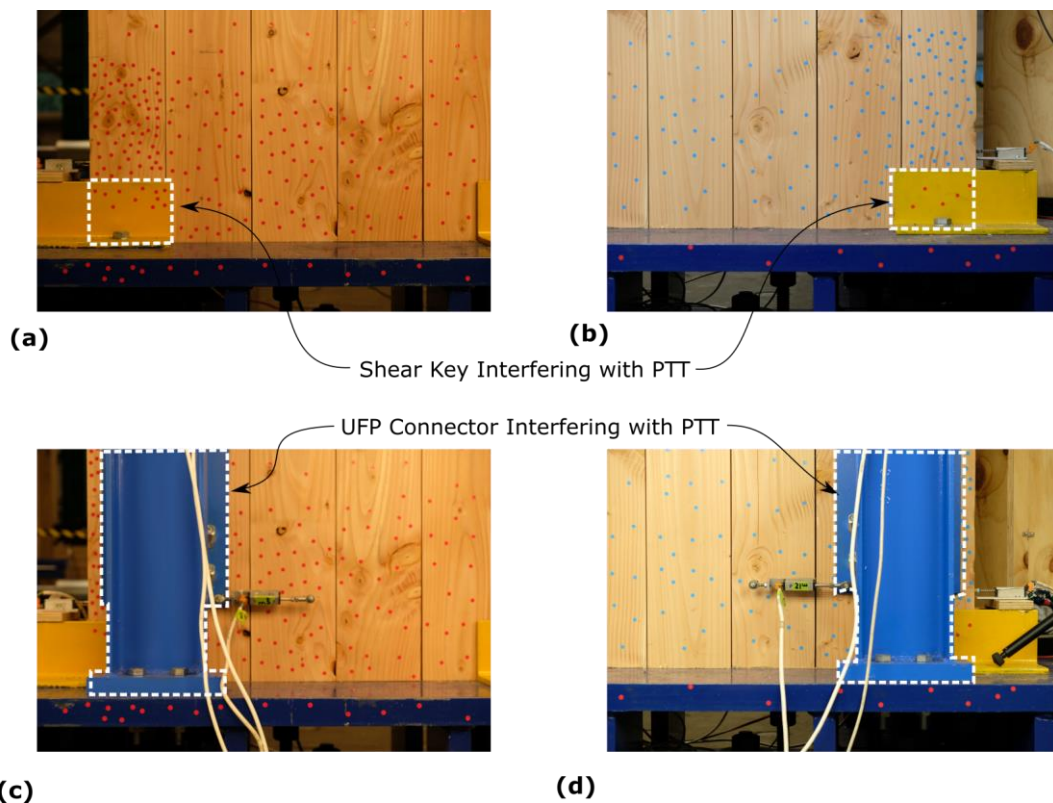 (a)
(b)
Shear Key Interfering with PTT
UFP Connector Interfering with PTT
(c)
(d)